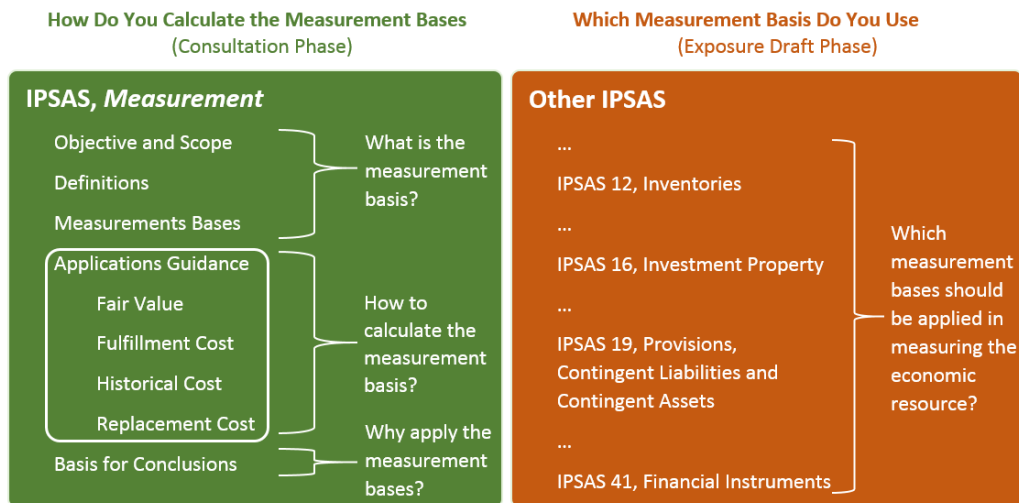 How Do You Calculate the Measurement Bases
(Consultation Phase)
IPSAS, Measurement
Objective and Scope
Definitions
Measurements Bases
What is the
measurement
basis?
Applications Guidance
Fair Value
Fulfillment Cost
Historical Cost
Replacement Cost
How to
calculate the
measurement
basis?
Basis for Conclusions
Why apply the
measurement
bases?
Which Measurement Basis Do You Use
(Exposure Draft Phase)
Other IPSAS
...
IPSAS 12, Inventories
...
IPSAS 16, Investment Property
...
IPSAS 19, Provisions,
Contingent Liabilities and
Contingent Assets
...
IPSAS 41, Financial Instruments
Which
measurement
bases should
be applied in
measuring the
economic
resource?